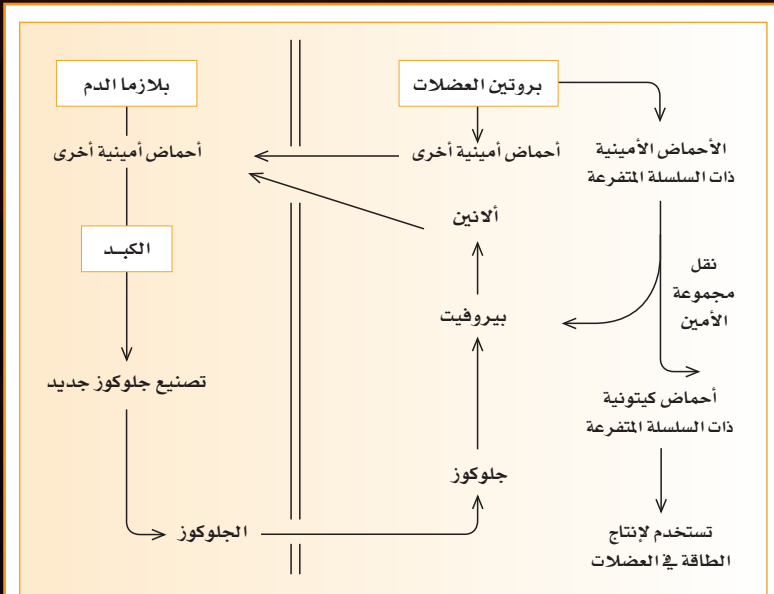 بروتين العضلات
بلازما الدم
الأحماض الأمينية
ذات السلسلة المتفرعة
أحماض أمينية أخرى
أحماض أمينية أخرى
ألانين
الكبـد
نقل
مجموعة
الأمين
بيروفيت
تصنيع جلوكوز جديد
أحماض كيتونية
ذات السلسلة المتفرعة
جلوكوز
الجلوكوز
تستخدم لإنتاج
الطاقة في العضلات